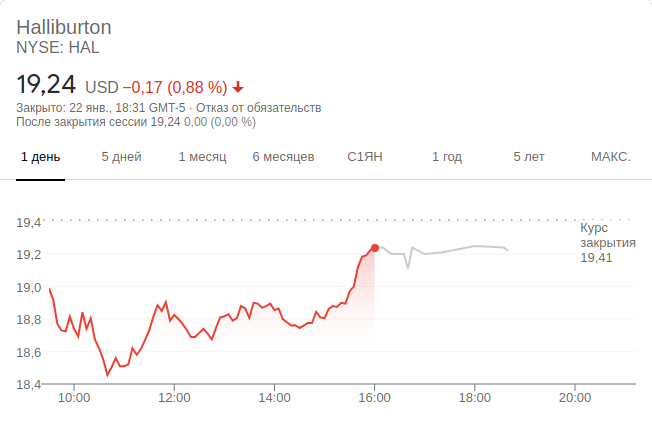 Halliburton
NYSE: HAL
19,24 USD −0,17 (0,88 %)
Закрыто: 22 янв., 18:31 GMT-5 · Отказ от обязательств
После закрытия сессии 19,24 0,00 (0,00 %)
1 день 5 дней 1 месяц 6 месяцев С1ЯН 1 год 5 лет МАКС.
19,4
Курс
закрытия
19,41
19,2
19,0
18,8
18,6
18,4
10:00 12:00 14:00 16:00 18:00 20:00